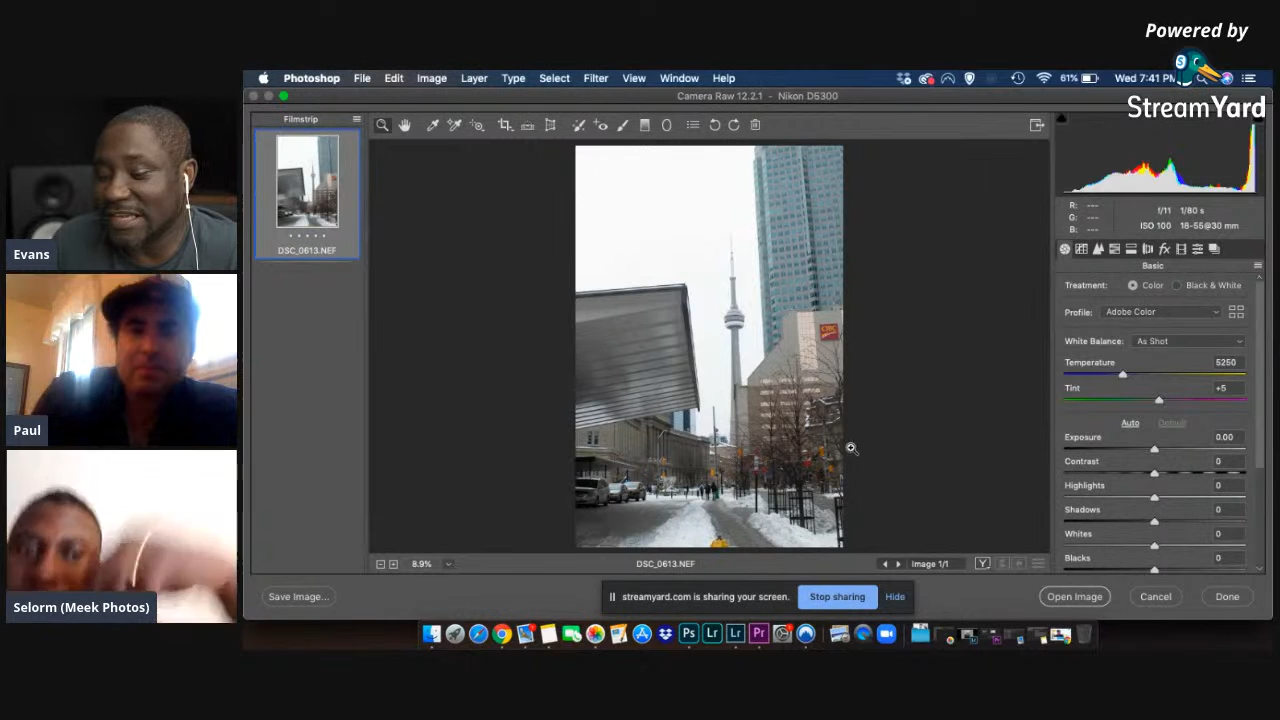 Powered by
StreamYard
Photoshop File Edit Image Layer Type Select Filter View Window Help 61% Wed 7:41 PM
Camera Raw 12.2.1 - Nikon D5300
Filmstrip
DSC_0613.NEF
R: ---
G: ---
B: ---
f/11 1/80 s
ISO 100 18-55@30 mm
Basic
Treatment: Color Black & White
Profile: Adobe Color
White Balance: As Shot
Temperature 5250
Tint +5
Auto Default
Exposure 0.00
Contrast 0
Highlights 0
Shadows 0
Whites 0
Blacks 0
CIBC
Evans
Paul
Selorm (Meek Photos)
8.9% DSC_0613.NEF Image 1/1 Y
Save Image... streamyard.com is sharing your screen. Stop sharing Hide Open Image Cancel Done
Ps Lr Lr Pr